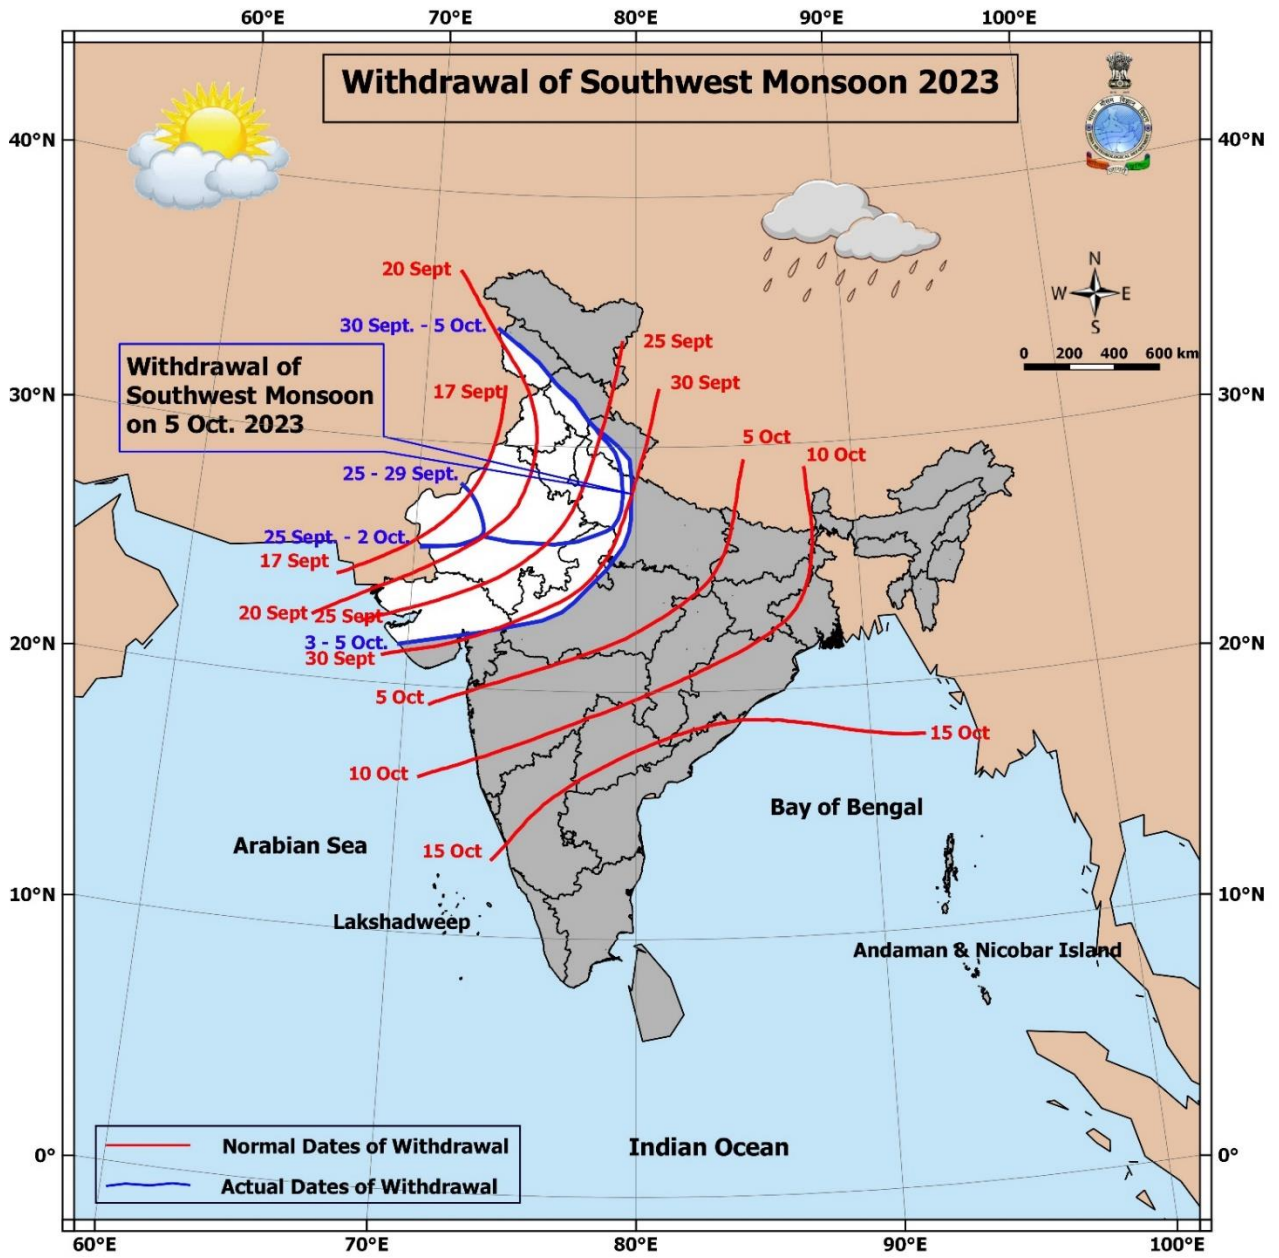 60°E 70°E 80°E 90°E 100°E
Withdrawal of Southwest Monsoon 2023
40°N 40°N
N
W E
S
20 Sept
30 Sept. - 5 Oct.
25 Sept
0 200 400 600 km
Withdrawal of
Southwest Monsoon
on 5 Oct. 2023
17 Sept
30 Sept
30°N 30°N
5 Oct
10 Oct
25 - 29 Sept.
25 Sept. - 2 Oct.
17 Sept
20 Sept
25 Sept
3 - 5 Oct.
30 Sept
20°N 20°N
5 Oct
15 Oct
10 Oct
Bay of Bengal
Arabian Sea
15 Oct
10°N 10°N
Lakshadweep
Andaman & Nicobar Island
Normal Dates of Withdrawal
Indian Ocean
0° 0°
Actual Dates of Withdrawal
60°E 70°E 80°E 90°E 100°E